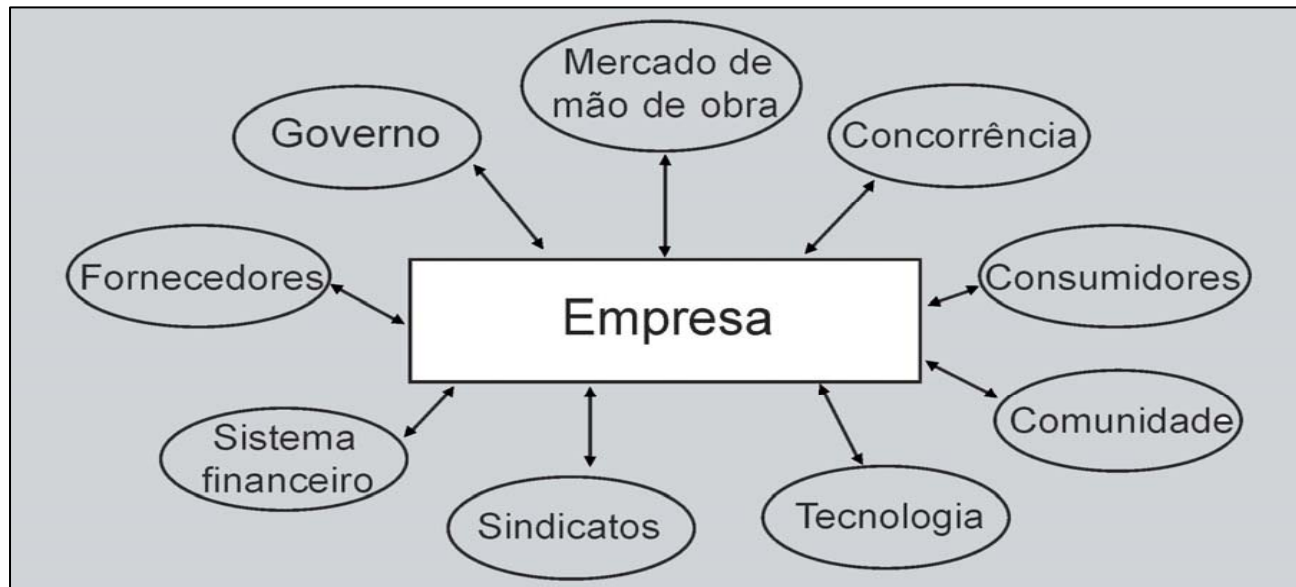 Mercado de
mão de obra
Governo
Concorrência
Fornecedores
Consumidores
Empresa
Comunidade
Sistema
financeiro
Sindicatos
Tecnologia